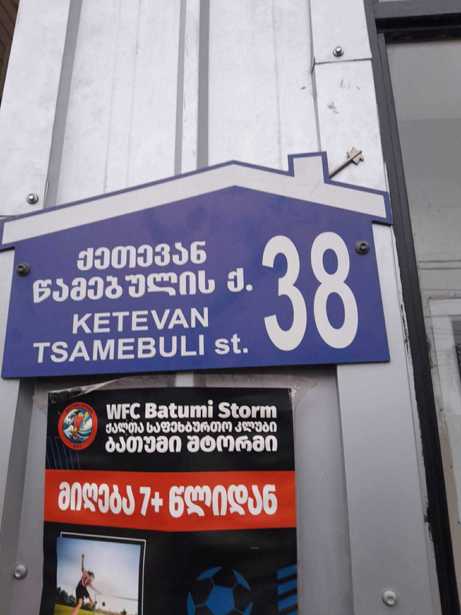 ქეთევან
წამებულის ქ.
KETEVAN
TSAMEBULI st.
38
WFC Batumi Storm
ქალთა საფეხბურთო კლუბი
ბათუმი შტორმი
მიღება 7+ წლიდან